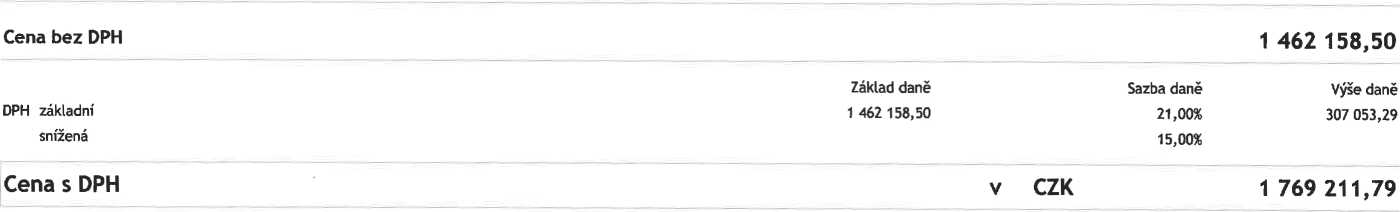 Cena bez DPH 1 462 158,50
Základ daně Sazba daně Výše daně
DPH základní 1 462 158,50 21,00% 307 053,29
snížená 15,00%
Cena s DPH v CZK 1 769 211,79